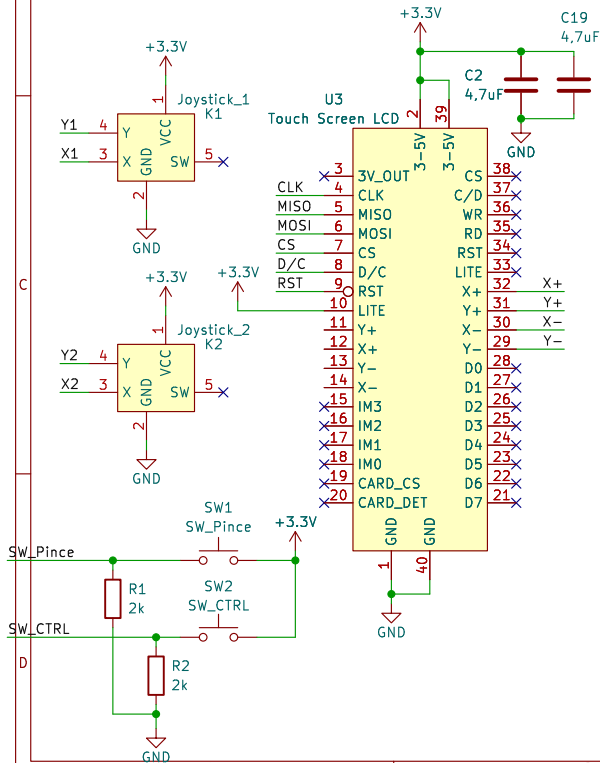 +3.3V
C19
4,7uF
C2
4,7uF
GND
+3.3V
Joystick_1
K1
Y1 4 Y
X1 3 X
1 VCC
GND 2
SW 5
GND
+3.3V
Joystick_2
K2
Y2 4 Y
X2 3 X
1 VCC
GND 2
SW 5
GND
U3
Touch Screen LCD
2 3-5V
39 3-5V
3 3V_OUT
CLK 4 CLK
MISO 5 MISO
MOSI 6 MOSI
CS 7 CS
D/C 8 D/C
RST 9 RST
+3.3V
10 LITE
11 Y+
12 X+
13 Y-
14 X-
15 IM3
16 IM2
17 IM1
18 IM0
19 CARD_CS
20 CARD_DET
CS 38
C/D 37
WR 36
RD 35
RST 34
LITE 33
X+ 32 X+
Y+ 31 Y+
X- 30 X-
Y- 29 Y-
D0 28
D1 27
D2 26
D3 25
D4 24
D5 23
D6 22
D7 21
GND 1
GND 40
GND
SW1
SW_Pince
+3.3V
SW_Pince
R1
2k
SW2
SW_CTRL
SW_CTRL
R2
2k
GND
C
D